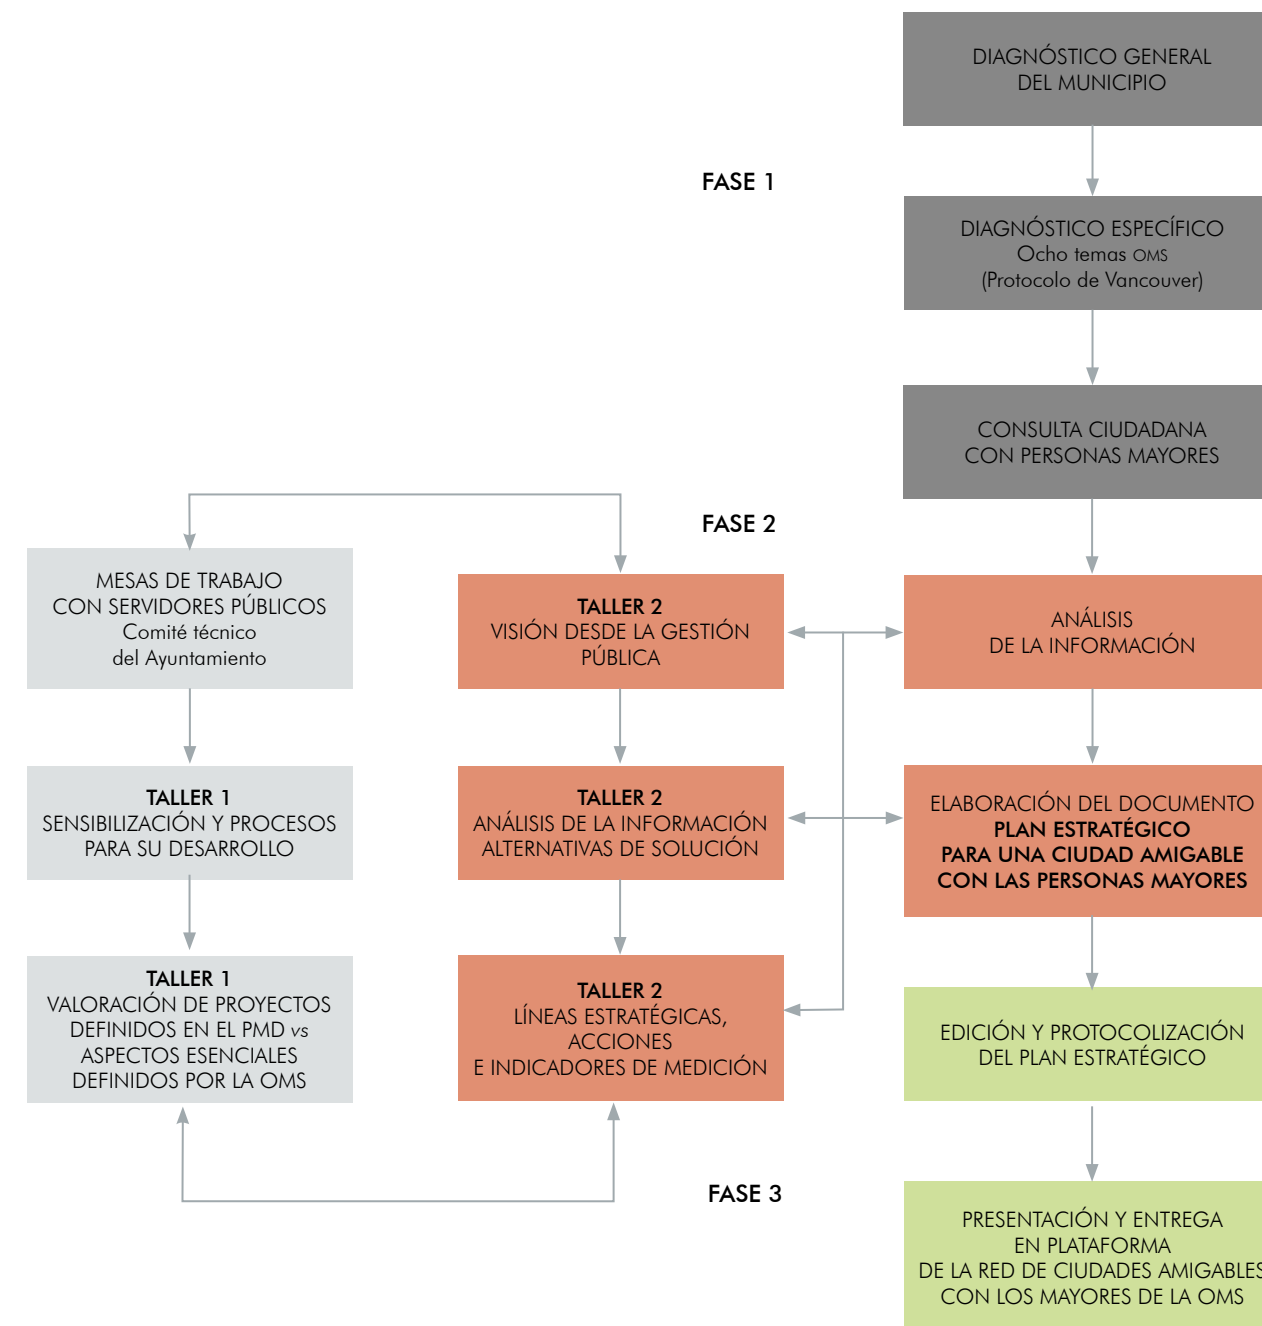 DIAGNÓSTICO GENERAL
DEL MUNICIPIO
FASE 1
DIAGNÓSTICO ESPECÍFICO
Ocho temas OMS
(Protocolo de Vancouver)
CONSULTA CIUDADANA
CON PERSONAS MAYORES
FASE 2
MESAS DE TRABAJO
CON SERVIDORES PÚBLICOS
Comité técnico
del Ayuntamiento
TALLER 2
VISIÓN DESDE LA GESTIÓN
PÚBLICA
ANÁLISIS
DE LA INFORMACIÓN
TALLER 1
SENSIBILIZACIÓN Y PROCESOS
PARA SU DESARROLLO
TALLER 2
ANÁLISIS DE LA INFORMACIÓN
ALTERNATIVAS DE SOLUCIÓN
ELABORACIÓN DEL DOCUMENTO
PLAN ESTRATÉGICO
PARA UNA CIUDAD AMIGABLE
CON LAS PERSONAS MAYORES
TALLER 1
VALORACIÓN DE PROYECTOS
DEFINIDOS EN EL PMD vs
ASPECTOS ESENCIALES
DEFINIDOS POR LA OMS
TALLER 2
LÍNEAS ESTRATÉGICAS,
ACCIONES
E INDICADORES DE MEDICIÓN
EDICIÓN Y PROTOCOLIZACIÓN
DEL PLAN ESTRATÉGICO
FASE 3
PRESENTACIÓN Y ENTREGA
EN PLATAFORMA
DE LA RED DE CIUDADES AMIGABLES
CON LOS MAYORES DE LA OMS